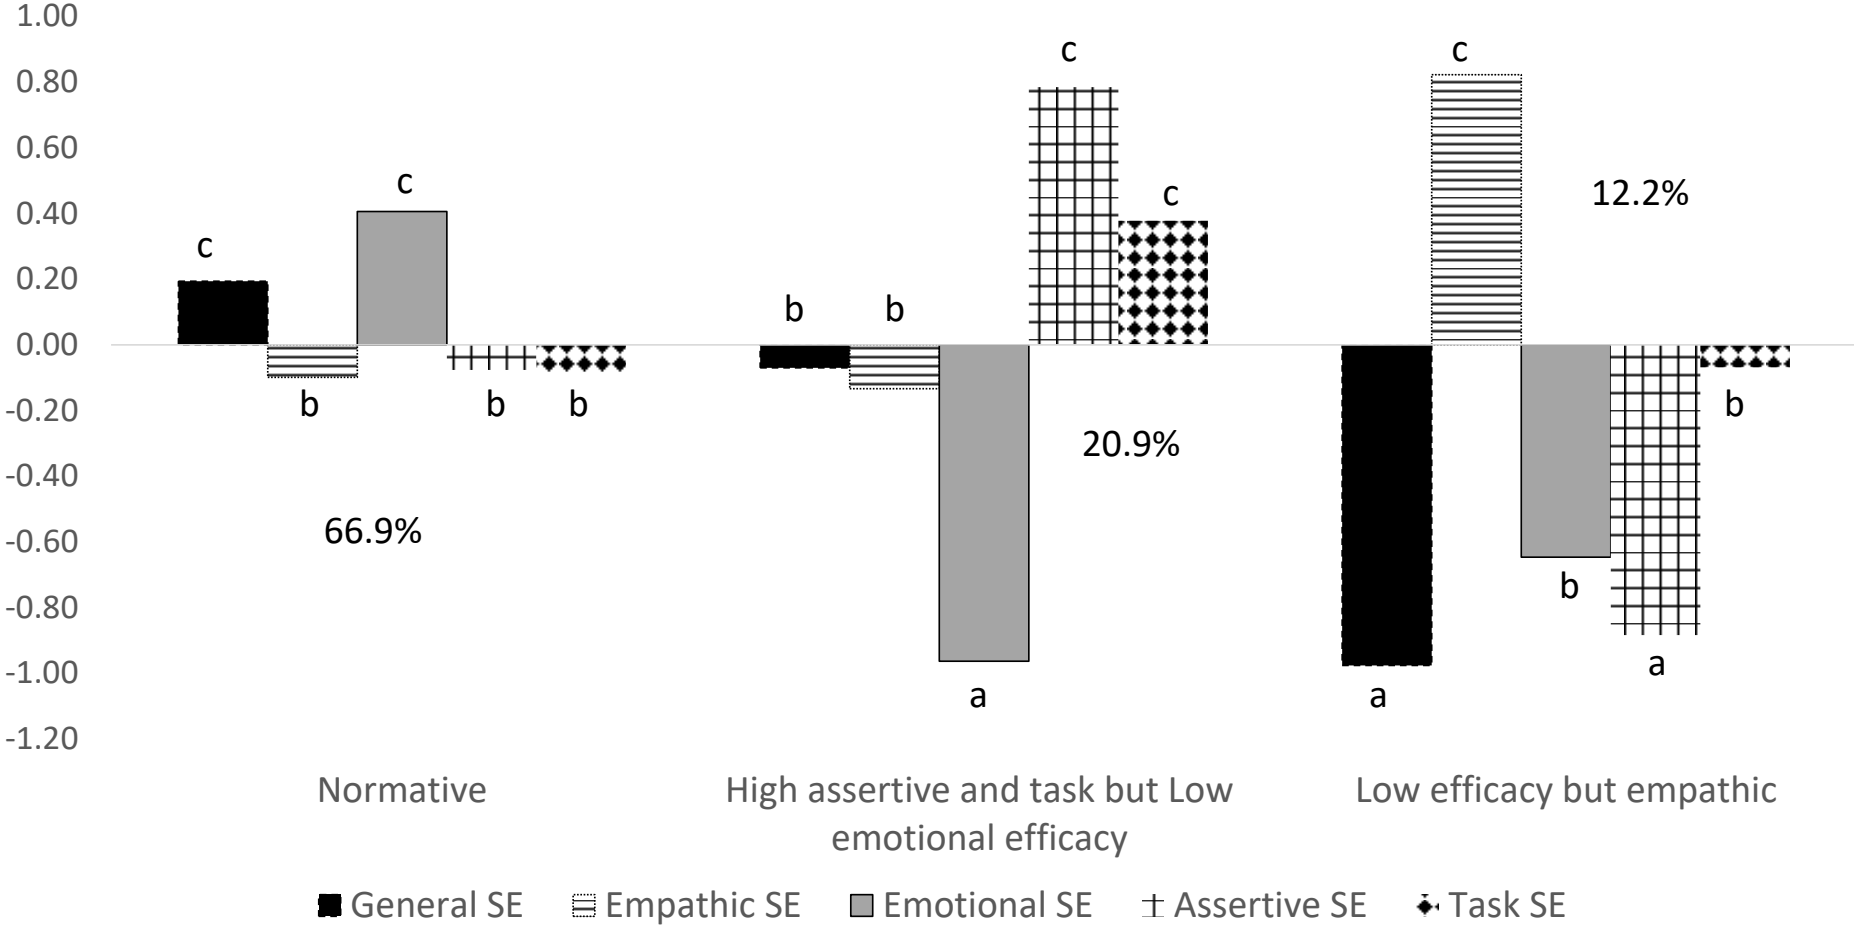 1.00
0.80
0.60
0.40
0.20
0.00
-0.20
-0.40
-0.60
-0.80
-1.00
-1.20
c
b
c
b
b
66.9%
b
b
a
c
c
20.9%
a
c
b
a
b
12.2%
Normative
High assertive and task but Low
emotional efficacy
Low efficacy but empathic
General SE
Empathic SE
Emotional SE
Assertive SE
Task SE